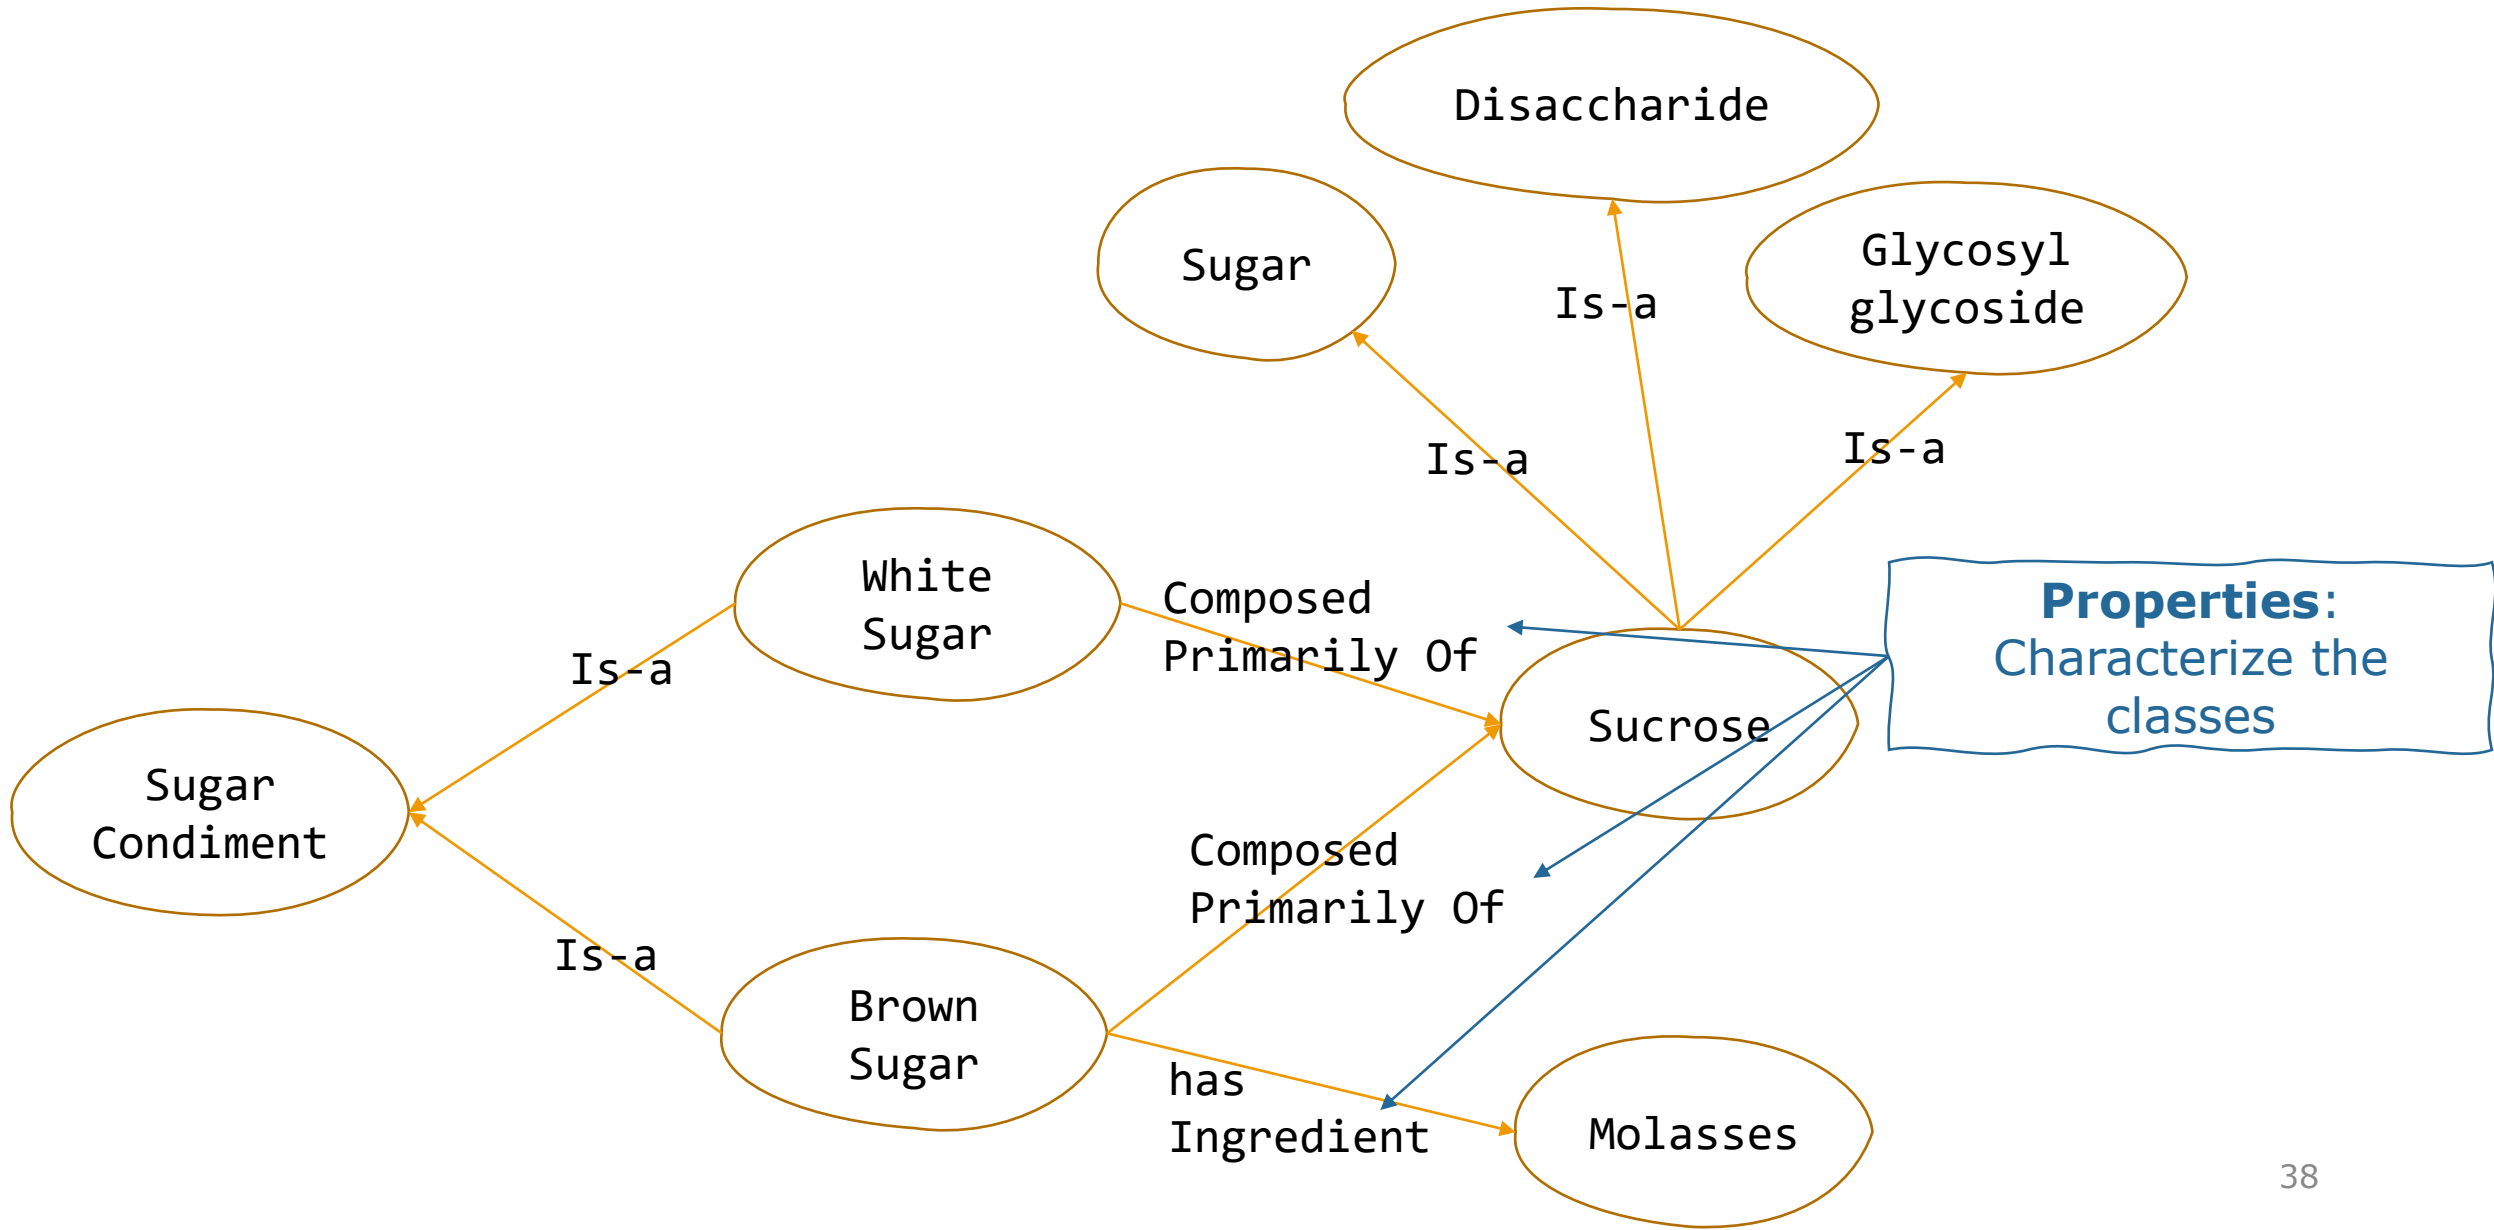 Disaccharide
Sugar
Glycosyl
glycoside
Is-a
Is-a
Is-a
White
Sugar
Composed
Primarily Of
Properties:
Characterize the
classes
Is-a
Sucrose
Sugar
Condiment
Composed
Primarily Of
Is-a
Brown
Sugar
has
Ingredient
Molasses
38